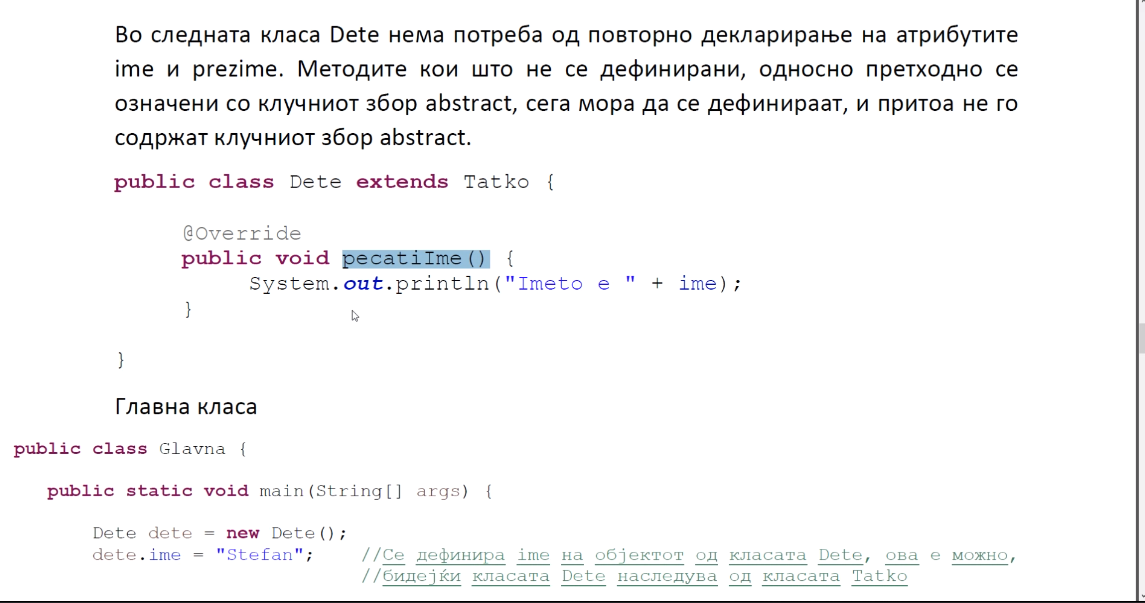 Во следната класа Dete нема потреба од повторно декларирање на атрибутите
ime и prezime. Методите кои што не се дефинирани, односно претходно се
означени со клучниот збор abstract, сега мора да се дефинираат, и притоа не го
содржат клучниот збор abstract.
public class Dete extends Tatko {
@Override
public void pecatiIme() {
System.out.println("Imeto e " + ime);
}
}
Главна класа
public class Glavna {
public static void main(String[] args) {
Dete dete = new Dete();
dete.ime = "Stefan"; //Се дефинира ime на објектот од класата Dete, ова е можно,
//бидејќи класата Dete наследува од класата Tatko